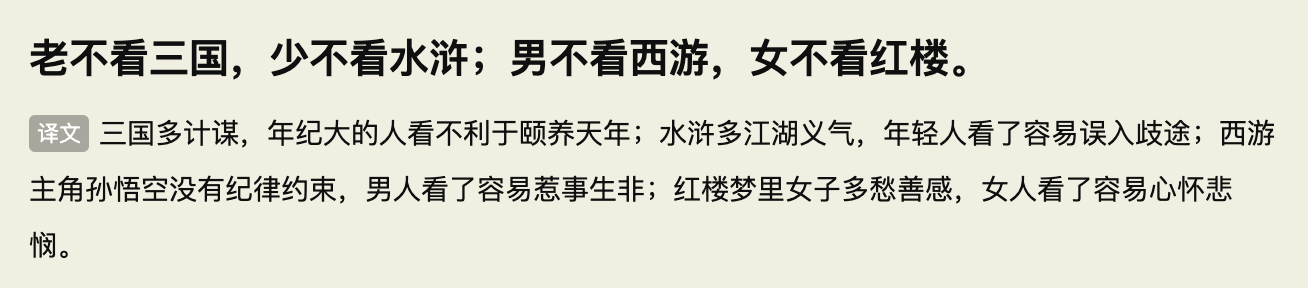 老不看三国，少不看水浒；男不看西游，女不看红楼。
译文 三国多计谋，年纪大的人看不利于颐养天年；水浒多江湖义气，年轻人看了容易误入歧途；西游
主角孙悟空没有纪律约束，男人看了容易惹事生非；红楼梦里女子多愁善感，女人看了容易心怀悲
悯。